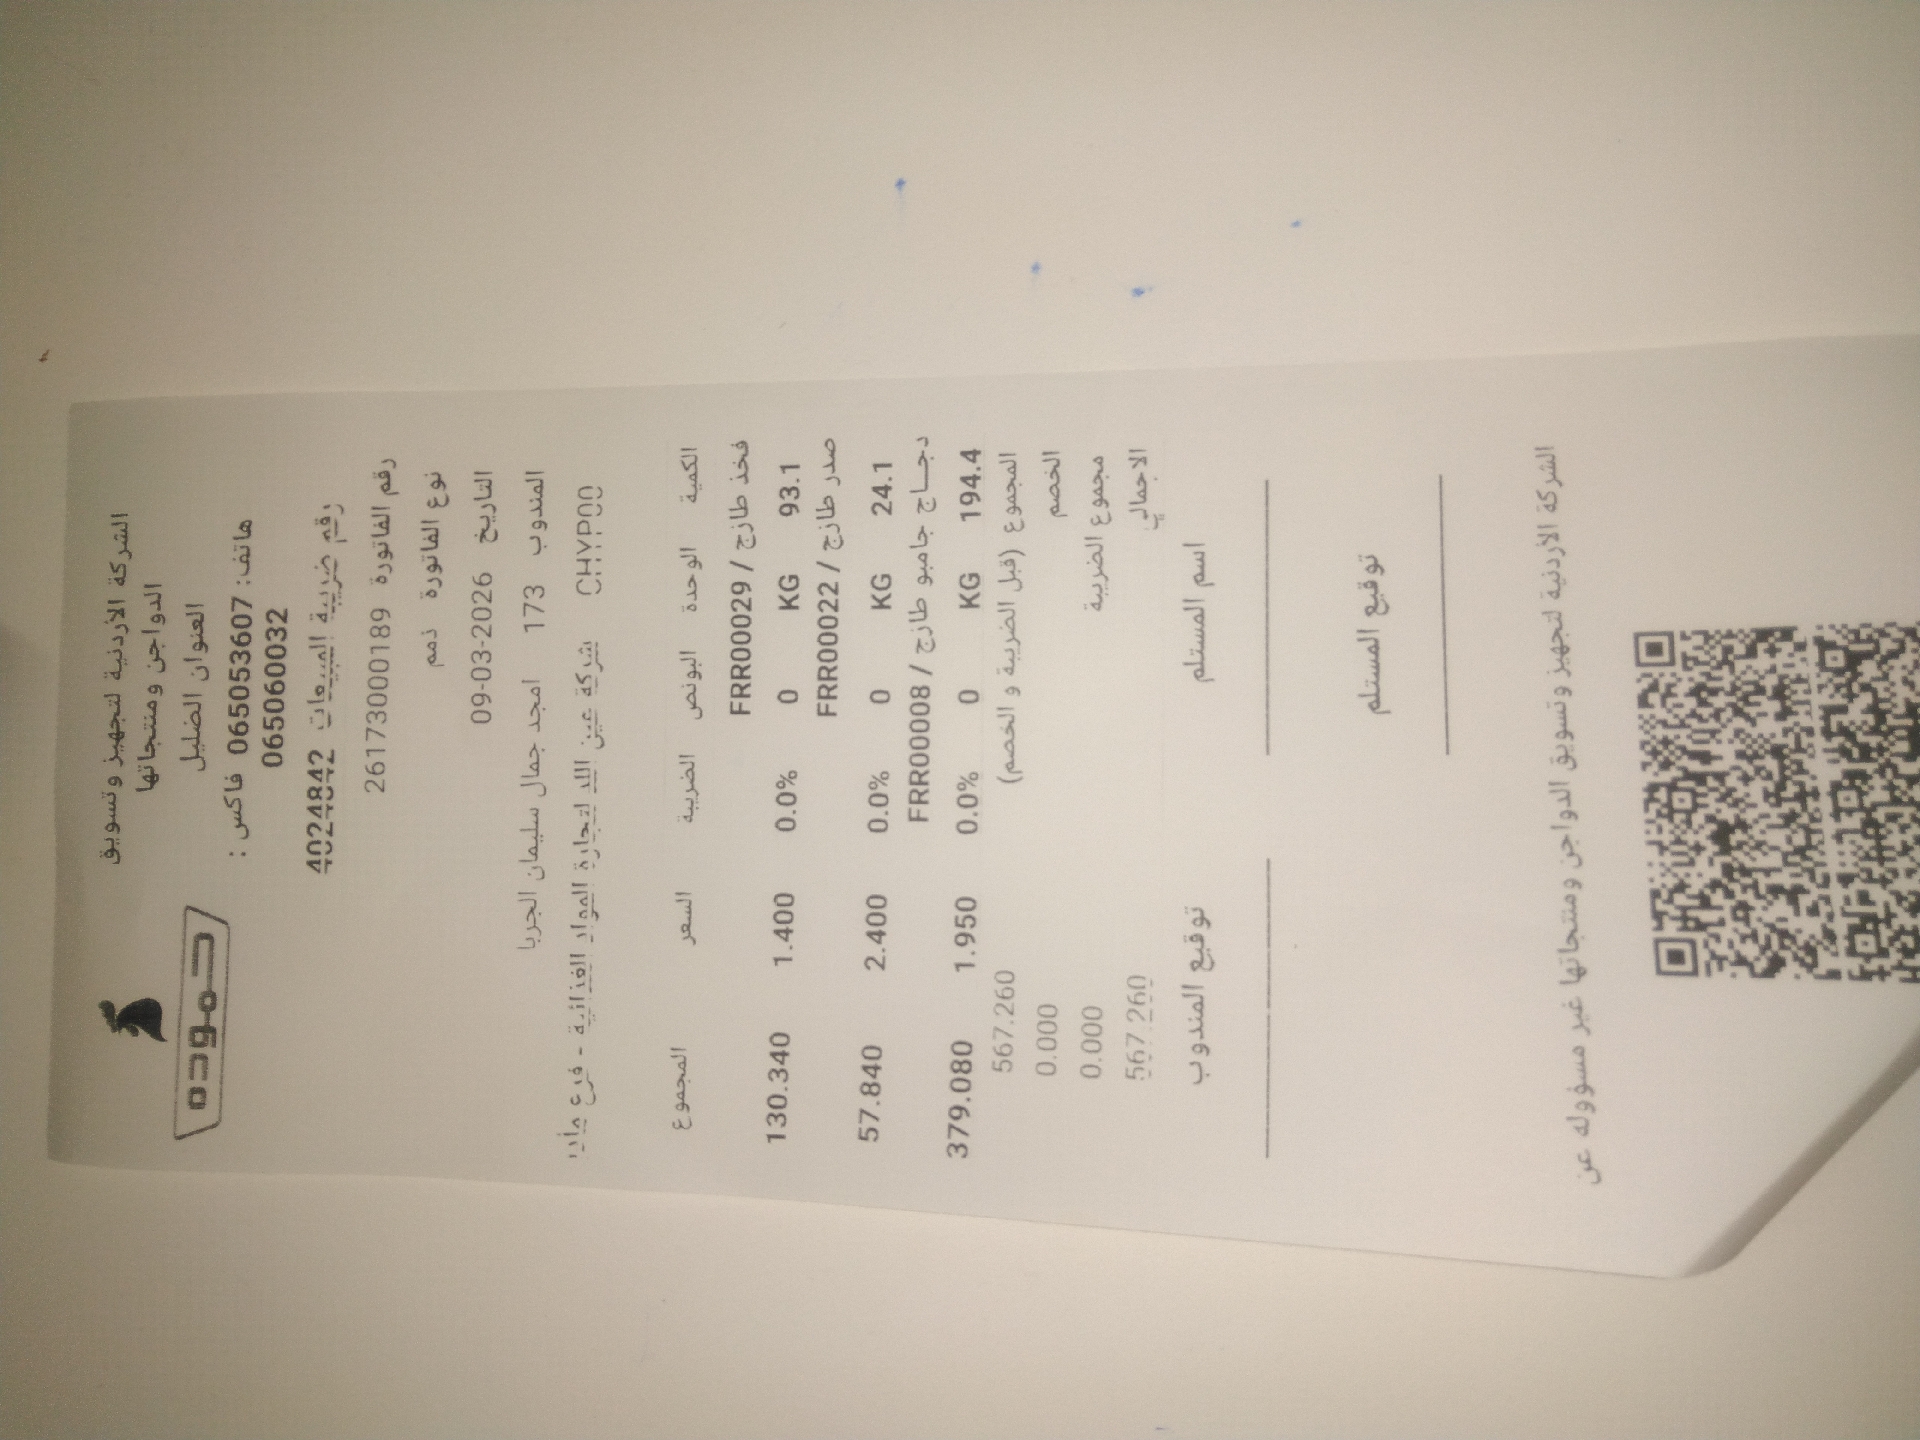 حموده
الشركة الأردنية لتجهيز وتسويق
الدواجن ومنتجاتها
العنوان الضليل
هاتف: 065053607 فاكس :
065060032
رقم ضريبة المبيعات 4024842
رقم الفاتورة 26173000189
نوع الفاتورة ذمم
التاريخ 09-03-2026
المندوب 173 امجد جمال سليمان الجربا
CHYP00 شركة عين اللد لتجارة المواد الغذائية - فرع مأدبا
الكمية الوحدة البونص الضريبة السعر المجموع
فخذ طازج / FRR00029
93.1 KG 0 0.0% 1.400 130.340
صدر طازج / FRR00022
24.1 KG 0 0.0% 2.400 57.840
دجاج جامبو طازج / FRR00008
194.4 KG 0 0.0% 1.950 379.080
المجموع (قبل الضريبة و الخصم) 567.260
الخصم 0.000
مجموع الضريبة 0.000
الاجمالي 567.260
اسم المستلم توقيع المندوب
توقيع المستلم
الشركة الأردنية لتجهيز وتسويق الدواجن ومنتجاتها غير مسؤوله عن